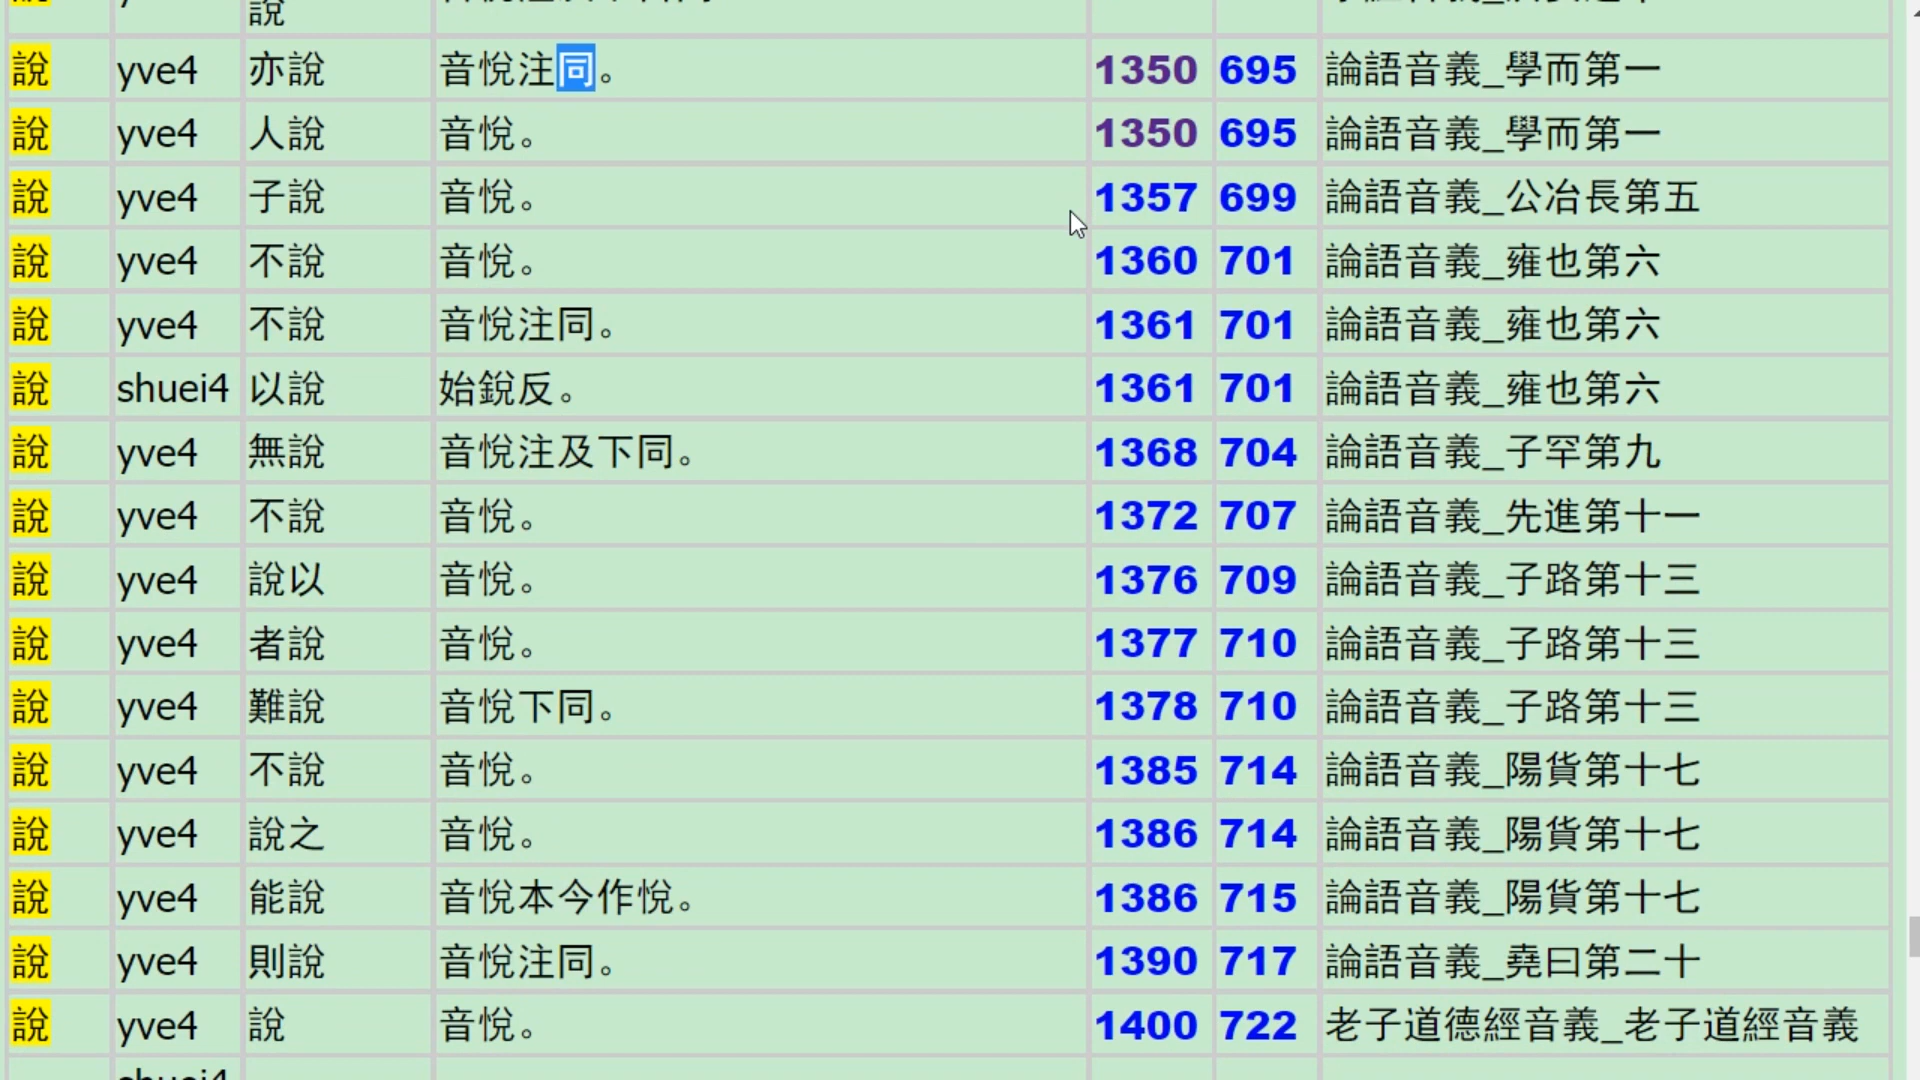 說
說 yve4 亦說 音悅注同。 1350 695 論語音義_學而第一
說 yve4 人說 音悅。 1350 695 論語音義_學而第一
說 yve4 子說 音悅。 1357 699 論語音義_公冶長第五
說 yve4 不說 音悅。 1360 701 論語音義_雍也第六
說 yve4 不說 音悅注同。 1361 701 論語音義_雍也第六
說 shuei4 以說 始銳反。 1361 701 論語音義_雍也第六
說 yve4 無說 音悅注及下同。 1368 704 論語音義_子罕第九
說 yve4 不說 音悅。 1372 707 論語音義_先進第十一
說 yve4 說以 音悅。 1376 709 論語音義_子路第十三
說 yve4 者說 音悅。 1377 710 論語音義_子路第十三
說 yve4 難說 音悅下同。 1378 710 論語音義_子路第十三
說 yve4 不說 音悅。 1385 714 論語音義_陽貨第十七
說 yve4 說之 音悅。 1386 714 論語音義_陽貨第十七
說 yve4 能說 音悅本今作悅。 1386 715 論語音義_陽貨第十七
說 yve4 則說 音悅注同。 1390 717 論語音義_堯曰第二十
說 yve4 說 音悅。 1400 722 老子道德經音義_老子道經音義
shuei4